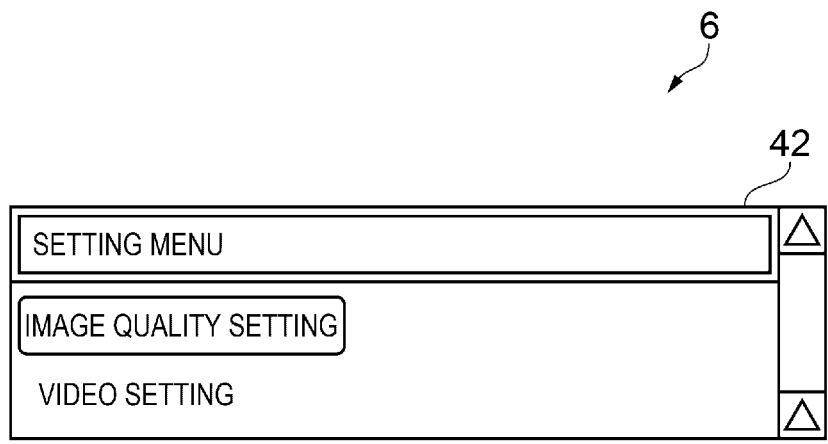 6
42
SETTING MENU
IMAGE QUALITY SETTING
VIDEO SETTING